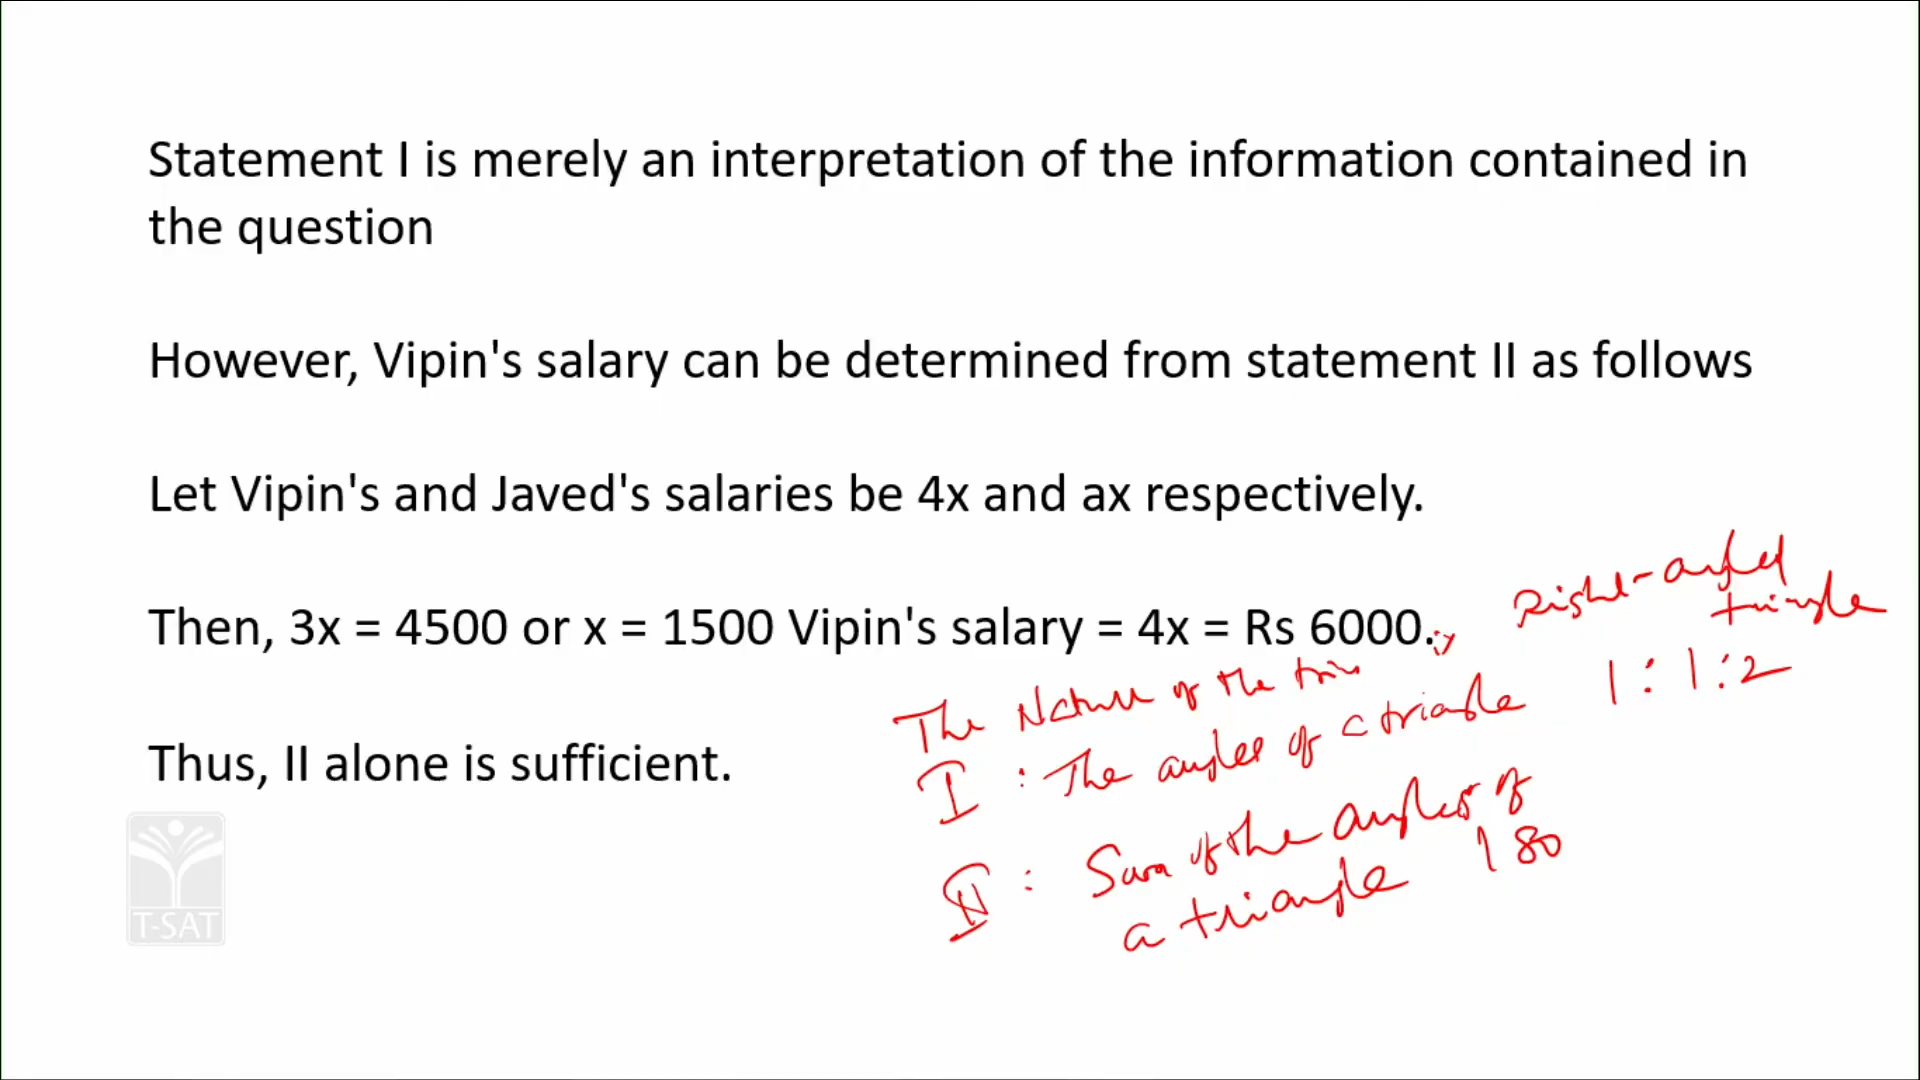 Statement I is merely an interpretation of the information contained in
the question
However, Vipin's salary can be determined from statement II as follows
Let Vipin's and Javed's salaries be 4x and ax respectively.
Then, 3x = 4500 or x = 1500 Vipin's salary = 4x = Rs 6000.
Right-angled
triangle
The Nature of the
I : The angles of a triangle 1:1:2
II : Sum of the angles of
a triangle 180
Thus, II alone is sufficient.
T-SAT